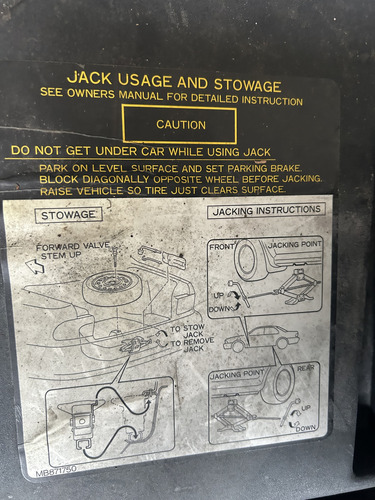 JACK USAGE AND STOWAGE
SEE OWNERS MANUAL FOR DETAILED INSTRUCTION
CAUTION
DO NOT GET UNDER CAR WHILE USING JACK
PARK ON LEVEL SURFACE AND SET PARKING BRAKE.
BLOCK DIAGONALLY OPPOSITE WHEEL BEFORE JACKING.
RAISE VEHICLE SO TIRE JUST CLEARS SURFACE.
STOWAGE
FORWARD VALVE
STEM UP
TO STOW
JACK
TO REMOVE
JACK
MB871750
JACKING INSTRUCTIONS
FRONT
JACKING POINT
UP
DOWN
JACKING POINT
REAR
UP
DOWN